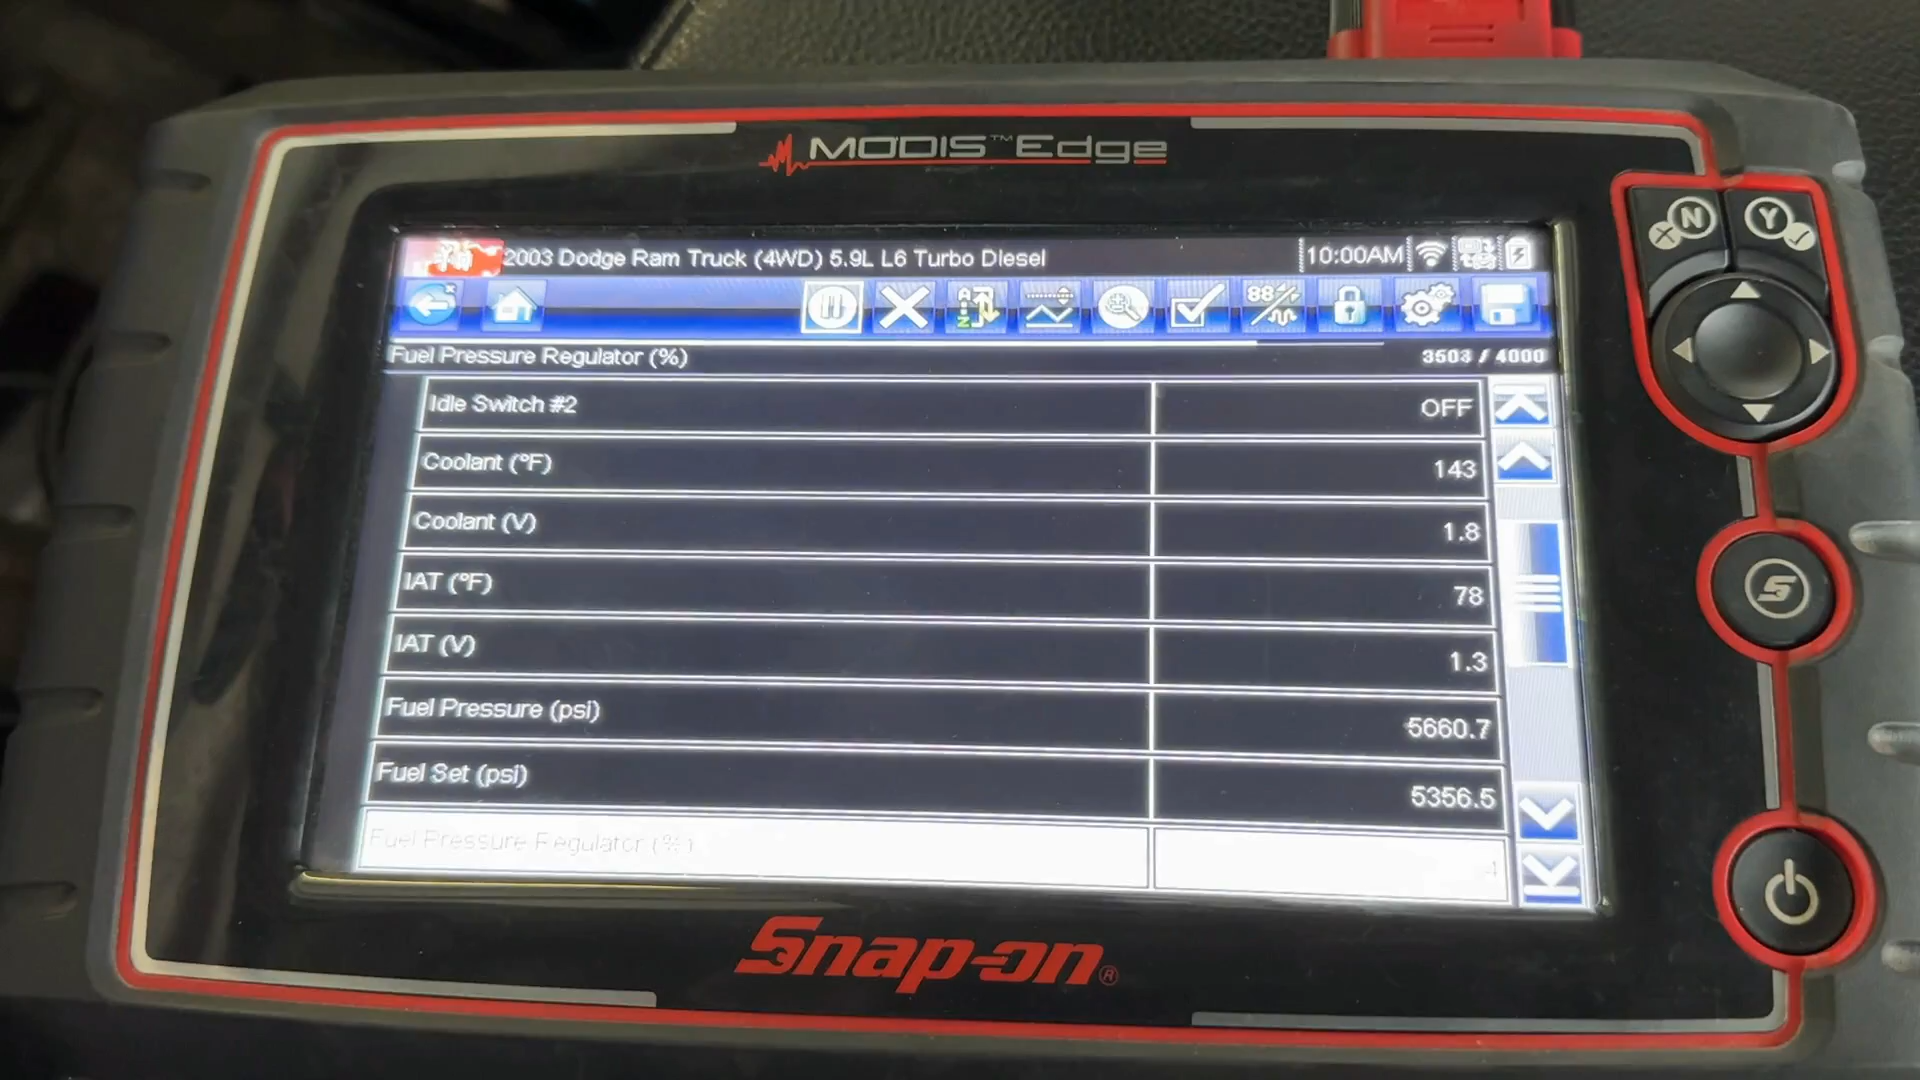 MODIS™ Edge
2003 Dodge Ram Truck (4WD) 5.9L L6 Turbo Diesel 10:00AM
Fuel Pressure Regulator (%) 3503 / 4000
Idle Switch #2 OFF
Coolant (°F) 143
Coolant (V) 1.8
IAT (°F) 78
IAT (V) 1.3
Fuel Pressure (psi) 5660.7
Fuel Set (psi) 5356.5
Fuel Pressure Regulator (%)
Snap-on®
N
Y
S